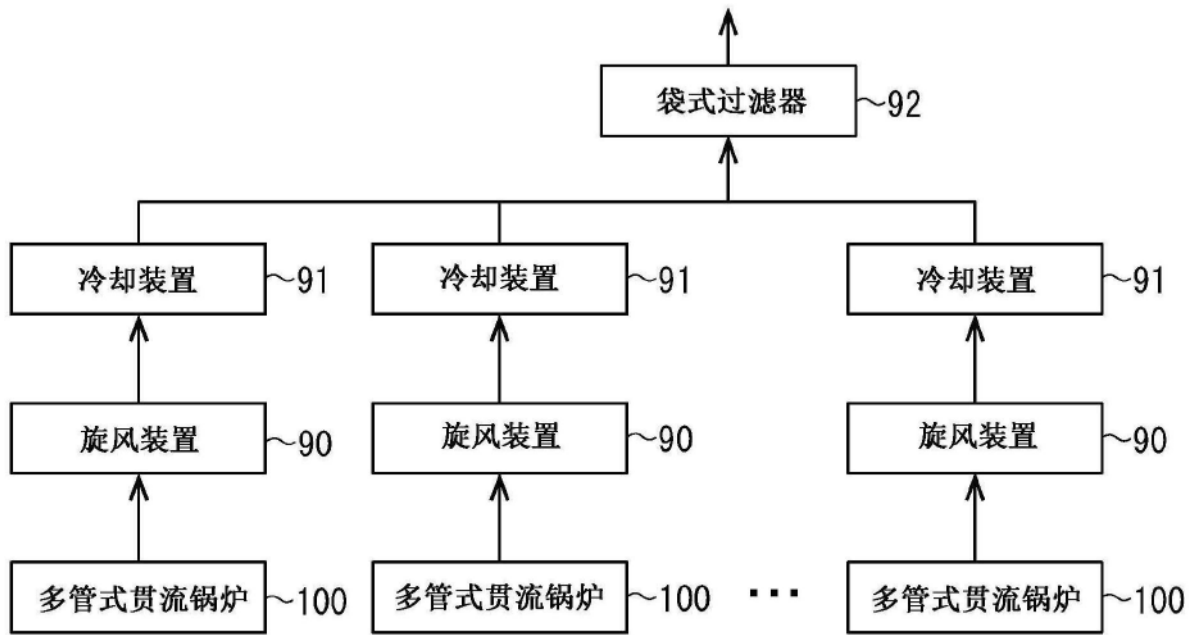 袋式过滤器 92
冷却装置 91 冷却装置 91 冷却装置 91
旋风装置 90 旋风装置 90 旋风装置 90
多管式贯流锅炉 100 多管式贯流锅炉 100 ··· 多管式贯流锅炉 100